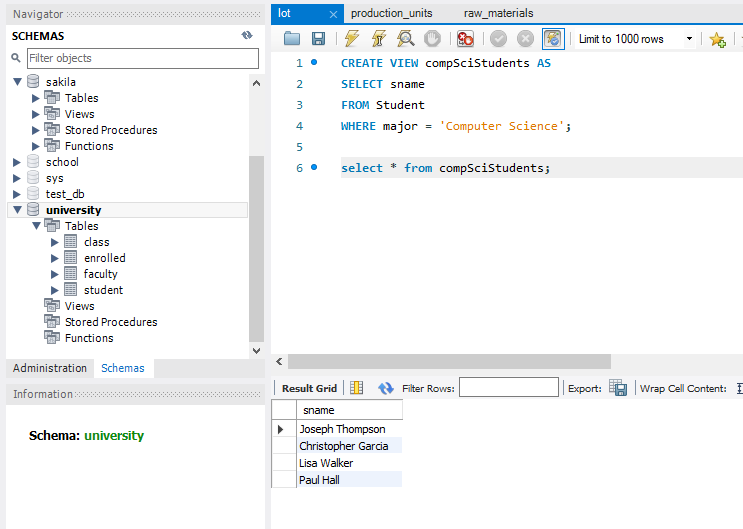 Navigator
SCHEMAS
Filter objects
sakila
Tables
Views
Stored Procedures
Functions
school
sys
test_db
university
Tables
class
enrolled
faculty
student
Views
Stored Procedures
Functions
Administration Schemas
Information
Schema: university
lot production_units raw_materials
Limit to 1000 rows
1 CREATE VIEW compSciStudents AS
2 SELECT sname
3 FROM Student
4 WHERE major = 'Computer Science';
5
6 select * from compSciStudents;
Result Grid Filter Rows: Export: Wrap Cell Content:
sname
Joseph Thompson
Christopher Garcia
Lisa Walker
Paul Hall